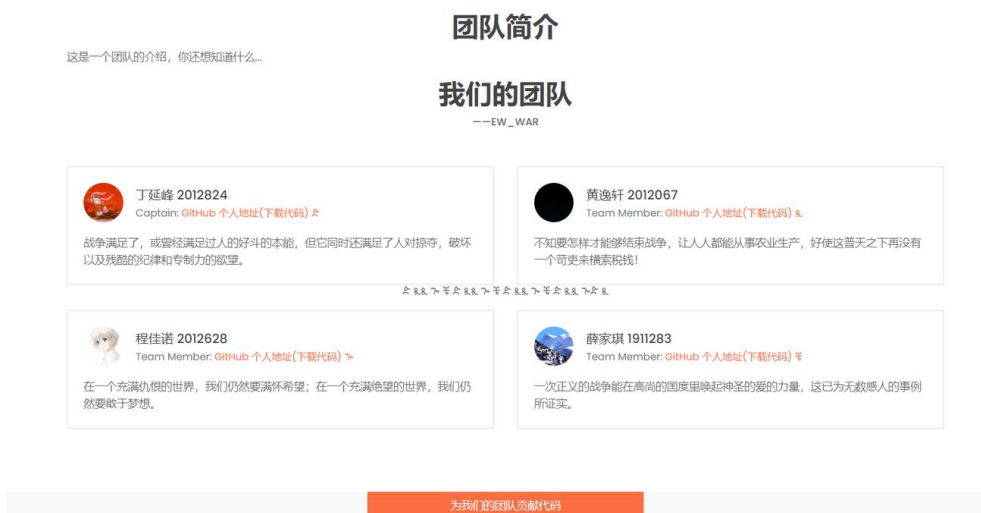 团队简介
这是一个团队的介绍，你还想知道什么...
我们的团队
——EW_WAR
丁延峰 2012824
Captain: GitHub 个人地址(下载代码)
战争满足了，或曾经满足过人的好斗的本能，但它同时还满足了人对掠夺，破坏
以及残酷的纪律和专制力的欲望。
黄逸轩 2012067
Team Member: GitHub 个人地址(下载代码)
不知要怎样才能够结束战争，让人人都能从事农业生产，好使这普天之下再没有
一个苛吏来横索税钱！
程佳诺 2012628
Team Member: GitHub 个人地址(下载代码)
在一个充满仇恨的世界，我们仍然要满怀希望；在一个充满绝望的世界，我们仍
然要敢于梦想。
薛家琪 1911283
Team Member: GitHub 个人地址(下载代码)
一次正义的战争能在高尚的国度里唤起神圣的爱的力量，这已为无数感人的事例
所证实。
为我们的团队贡献代码